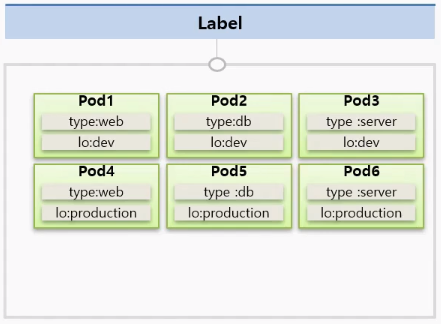 Label
Pod1 Pod2 Pod3
type:web type:db type :server
lo:dev lo:dev lo:dev
Pod4 Pod5 Pod6
type:web type :db type :server
lo:production lo:production lo:production